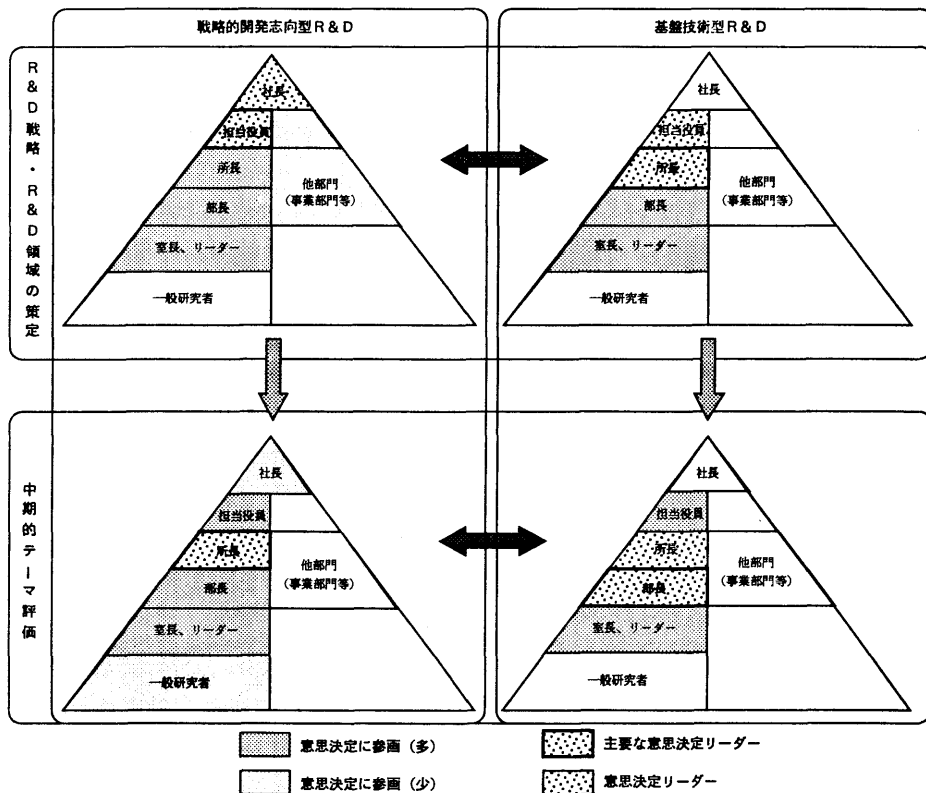 戦略的開発志向型R&D
基盤技術型R&D
R&D戦略・R&D領域の策定
社長
担当役員
所長
部長
室長、リーダー
一般研究者
他部門
(事業部門等)
社長
担当役員
所長
部長
室長、リーダー
一般研究者
他部門
(事業部門等)
中期的テーマ評価
社長
担当役員
所長
部長
室長、リーダー
一般研究者
他部門
(事業部門等)
社長
担当役員
所長
部長
室長、リーダー
一般研究者
他部門
(事業部門等)
意思決定に参画(多)
主要な意思決定リーダー
意思決定に参画(少)
意思決定リーダー